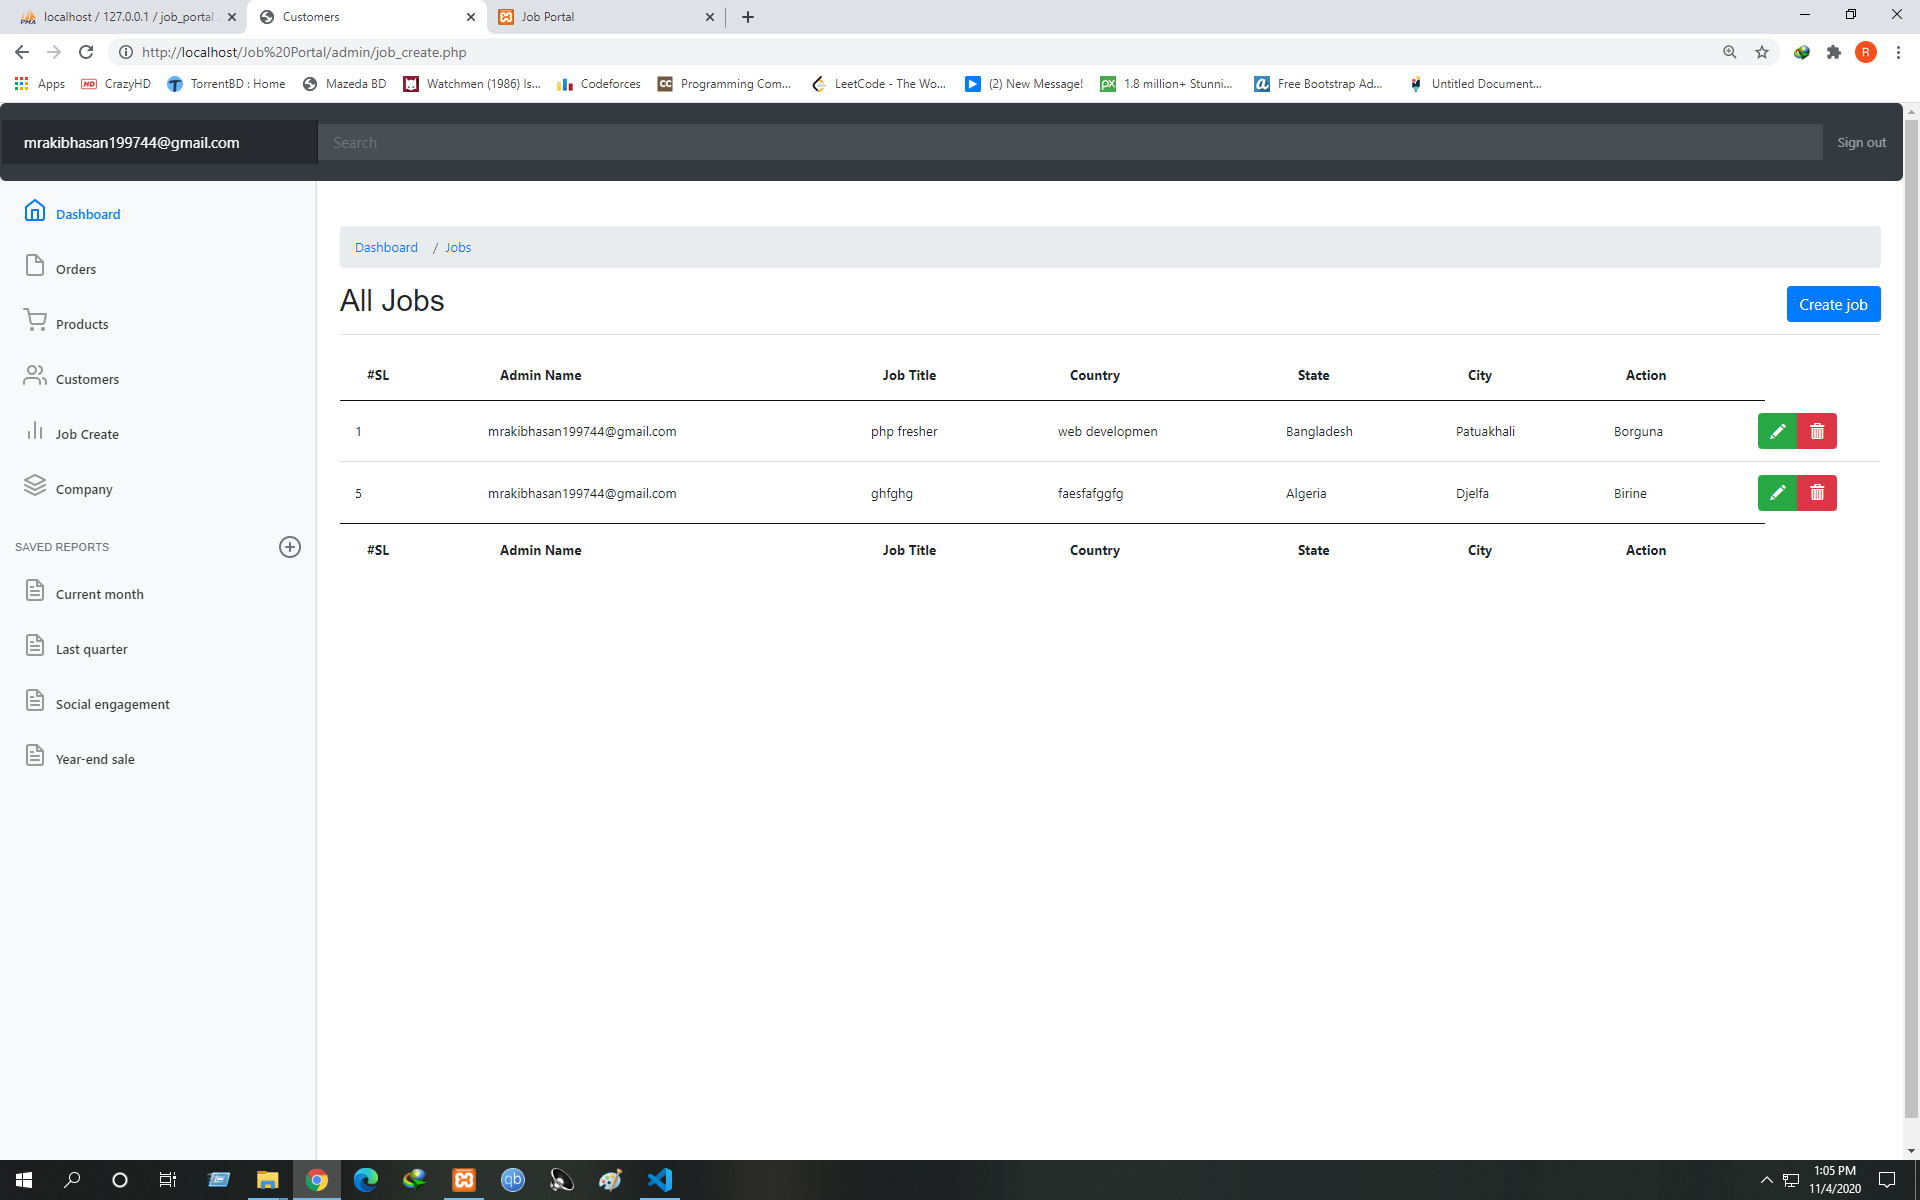 localhost / 127.0.0.1 / job_portal
Customers
Job Portal
http://localhost/Job%20Portal/admin/job_create.php
R
Apps
CrazyHD
TorrentBD : Home
Mazeda BD
Watchmen (1986) Is...
Codeforces
Programming Com...
LeetCode - The Wo...
(2) New Message!
1.8 million+ Stunni...
Free Bootstrap Ad...
Untitled Document...
mrakibhasan199744@gmail.com
Search
Sign out
Dashboard
Orders
Products
Customers
Job Create
Company
SAVED REPORTS
Current month
Last quarter
Social engagement
Year-end sale
Dashboard / Jobs
All Jobs
Create job
#SL Admin Name Job Title Country State City Action
1 mrakibhasan199744@gmail.com php fresher web developmen Bangladesh Patuakhali Borguna
5 mrakibhasan199744@gmail.com ghfghg faesfafggfg Algeria Djelfa Birine
#SL Admin Name Job Title Country State City Action
1:05 PM
11/4/2020